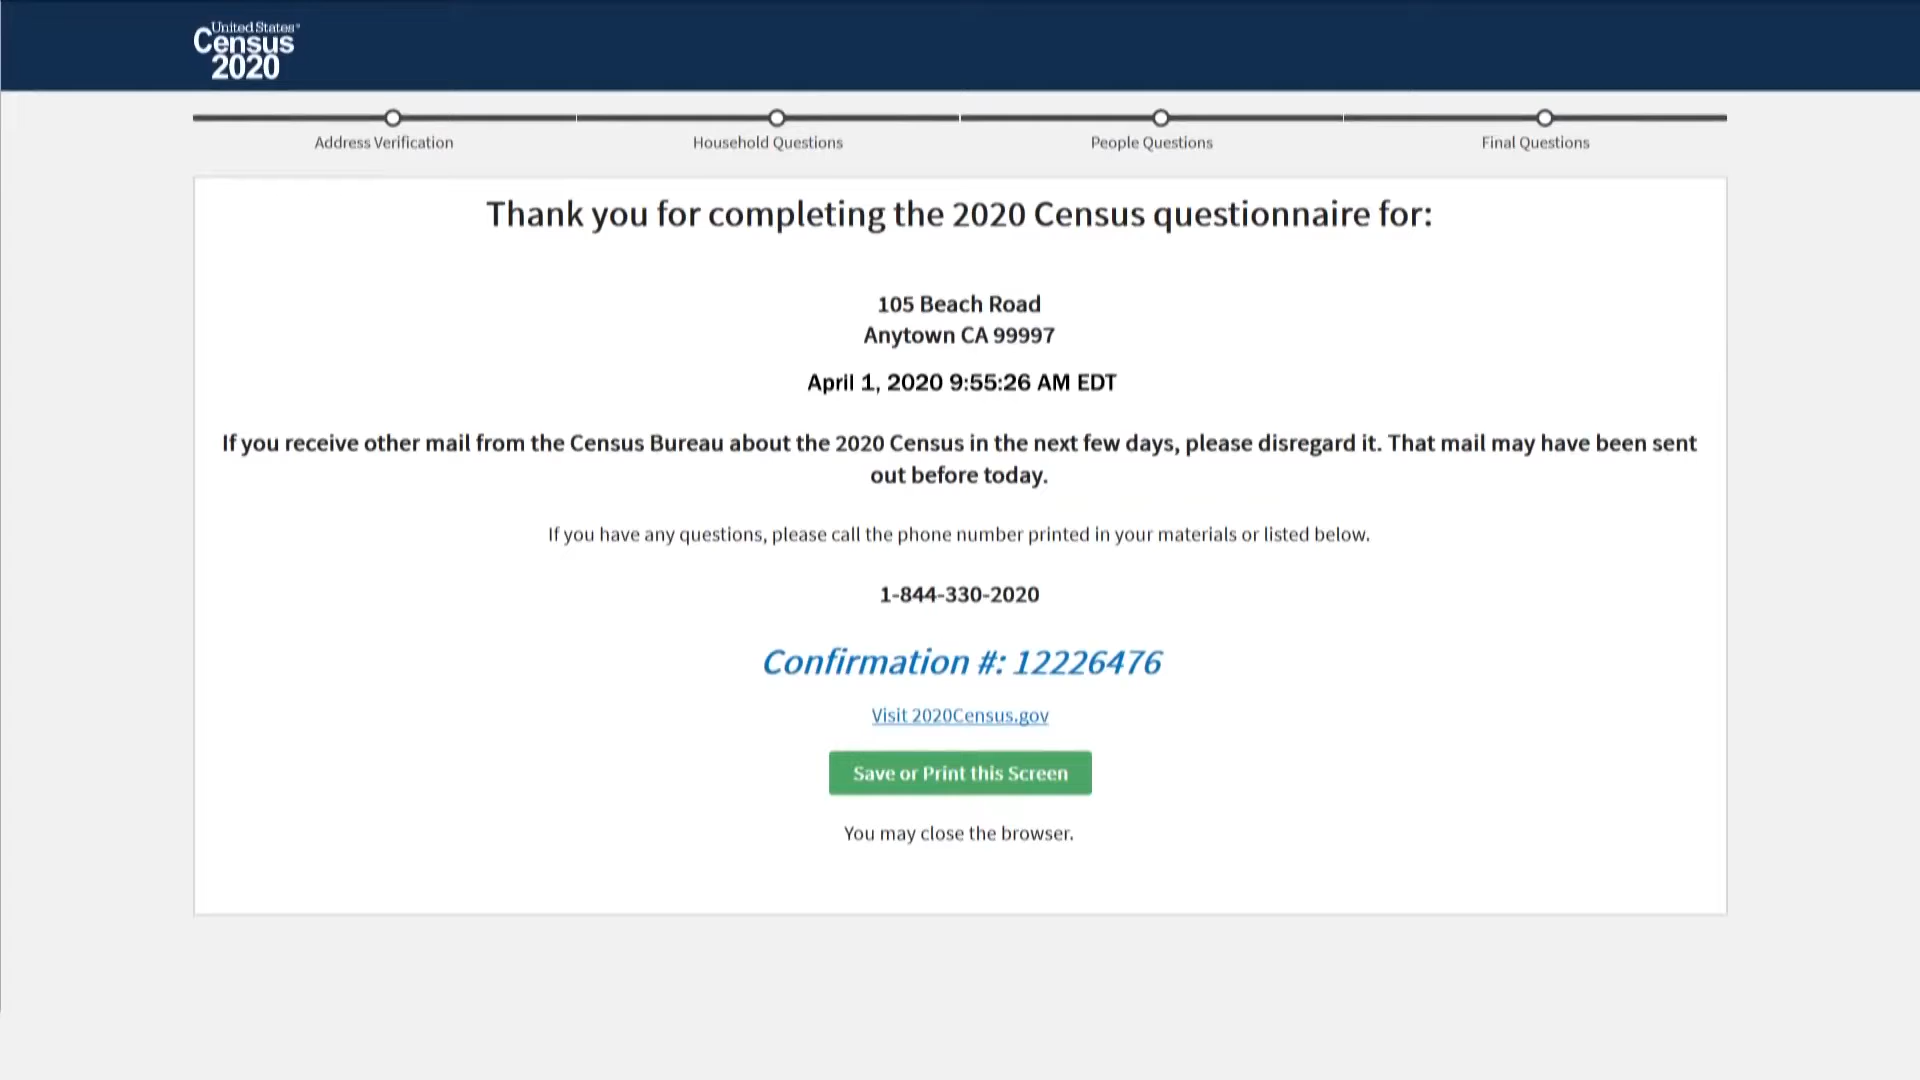 United States®
Census
2020
Address Verification
Household Questions
People Questions
Final Questions
Thank you for completing the 2020 Census questionnaire for:
105 Beach Road
Anytown CA 99997
April 1, 2020 9:55:26 AM EDT
If you receive other mail from the Census Bureau about the 2020 Census in the next few days, please disregard it. That mail may have been sent
out before today.
If you have any questions, please call the phone number printed in your materials or listed below.
1-844-330-2020
Confirmation #: 12226476
Visit 2020Census.gov
Save or Print this Screen
You may close the browser.